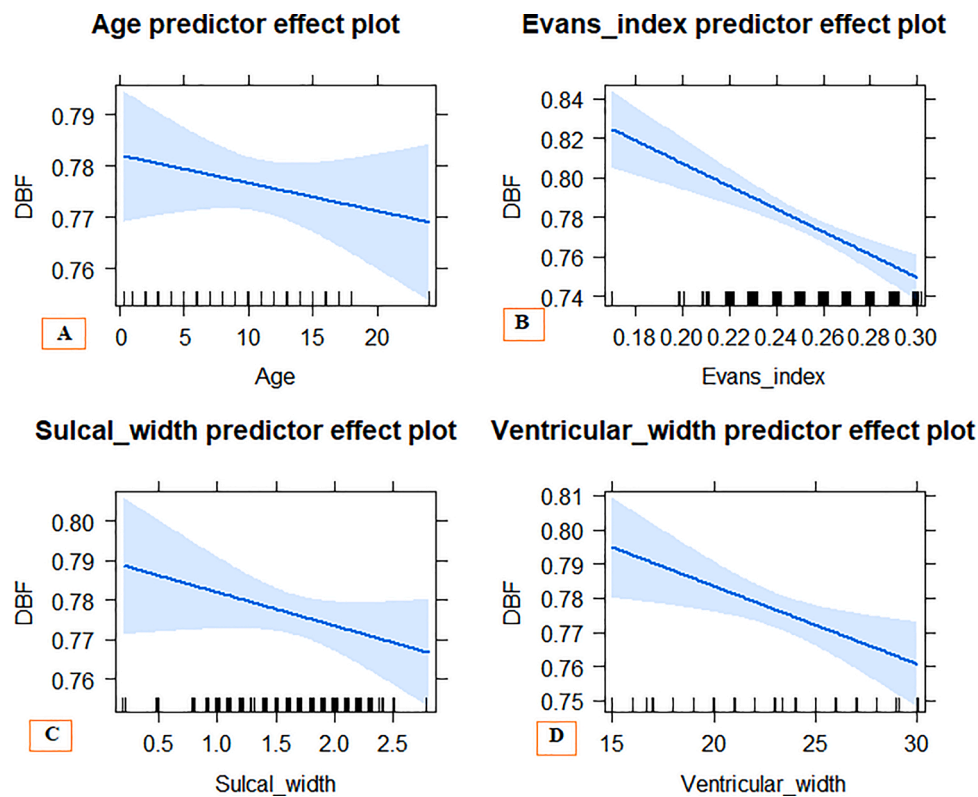 Age predictor effect plot
0.79
0.78
0.77
0.76
DBF
A
0 5 10 15 20
Age
Evans_index predictor effect plot
0.84
0.82
0.80
0.78
0.76
0.74
DBF
B
0.18 0.20 0.22 0.24 0.26 0.28 0.30
Evans_index
Sulcal_width predictor effect plot
0.80
0.79
0.78
0.77
0.76
DBF
C
0.5 1.0 1.5 2.0 2.5
Sulcal_width
Ventricular_width predictor effect plot
0.81
0.80
0.79
0.78
0.77
0.76
0.75
DBF
D
15 20 25 30
Ventricular_width